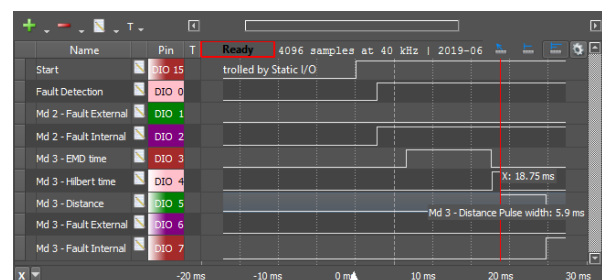 T
Name Pin T Ready 4096 samples at 40 kHz | 2019-06
Start DIO 15 trolled by Static I/O
Fault Detection DIO 0
Md 2 - Fault External DIO 1
Md 2 - Fault Internal DIO 2
Md 3 - EMD time DIO 3
Md 3 - Hilbert time DIO 4 X: 18.75 ms
Md 3 - Distance DIO 5
Md 3 - Distance Pulse width: 5.9 ms
Md 3 - Fault External DIO 6
Md 3 - Fault Internal DIO 7
X -20 ms -10 ms 0 m 10 ms 20 ms 30 ms